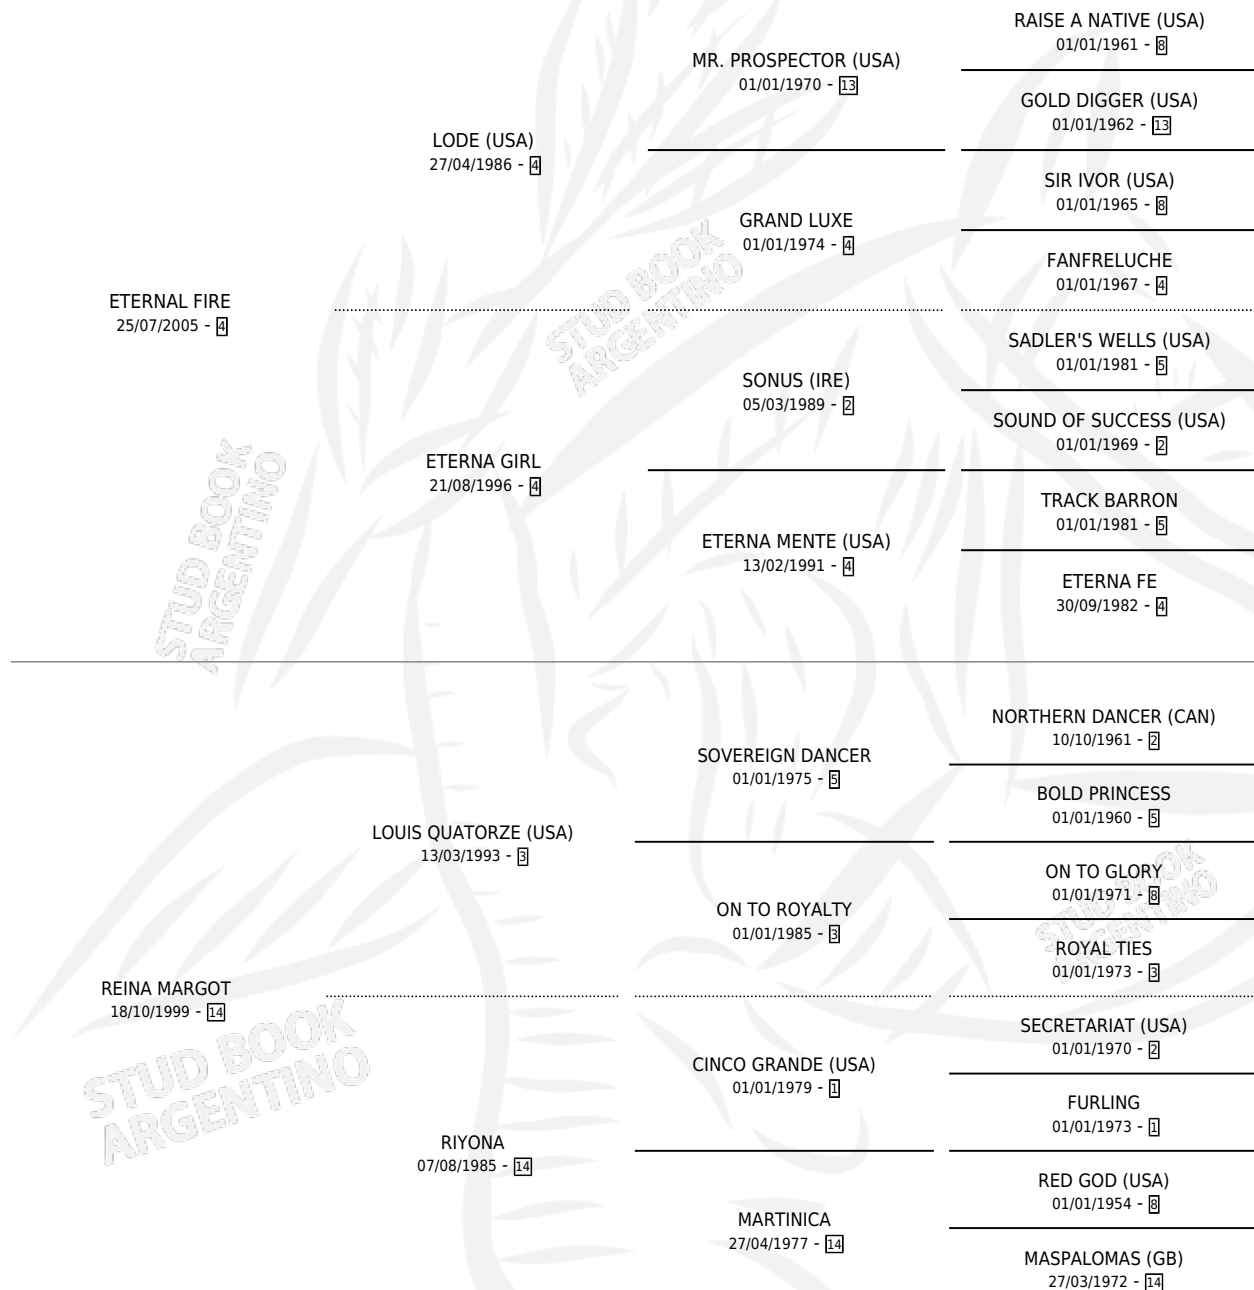 RAISE A NATIVE (USA)
01/01/1961 - 8
MR. PROSPECTOR (USA)
01/01/1970 - 13
GOLD DIGGER (USA)
01/01/1962 - 13
LODE (USA)
27/04/1986 - 4
SIR IVOR (USA)
01/01/1965 - 8
GRAND LUXE
01/01/1974 - 4
FANFRELUCHE
01/01/1967 - 4
ETERNAL FIRE
25/07/2005 - 4
STUD BOOK
ARGENTINO
SADLER'S WELLS (USA)
01/01/1981 - 5
SONUS (IRE)
05/03/1989 - 2
SOUND OF SUCCESS (USA)
01/01/1969 - 2
ETERNA GIRL
21/08/1996 - 4
TRACK BARRON
01/01/1981 - 5
ETERNA MENTE (USA)
13/02/1991 - 4
ETERNA FE
30/09/1982 - 4
STUD BOOK
ARGENTINO
NORTHERN DANCER (CAN)
10/10/1961 - 2
SOVEREIGN DANCER
01/01/1975 - 5
BOLD PRINCESS
01/01/1960 - 5
LOUIS QUATORZE (USA)
13/03/1993 - 3
ON TO GLORY
01/01/1971 - 8
ON TO ROYALTY
01/01/1985 - 3
STUD BOOK
ARGENTINO
ROYAL TIES
01/01/1973 - 3
REINA MARGOT
18/10/1999 - 14
STUD BOOK
ARGENTINO
SECRETARIAT (USA)
01/01/1970 - 2
CINCO GRANDE (USA)
01/01/1979 - 1
FURLING
01/01/1973 - 1
RIYONA
07/08/1985 - 14
RED GOD (USA)
01/01/1954 - 8
MARTINICA
27/04/1977 - 14
MASPALOMAS (GB)
27/03/1972 - 14